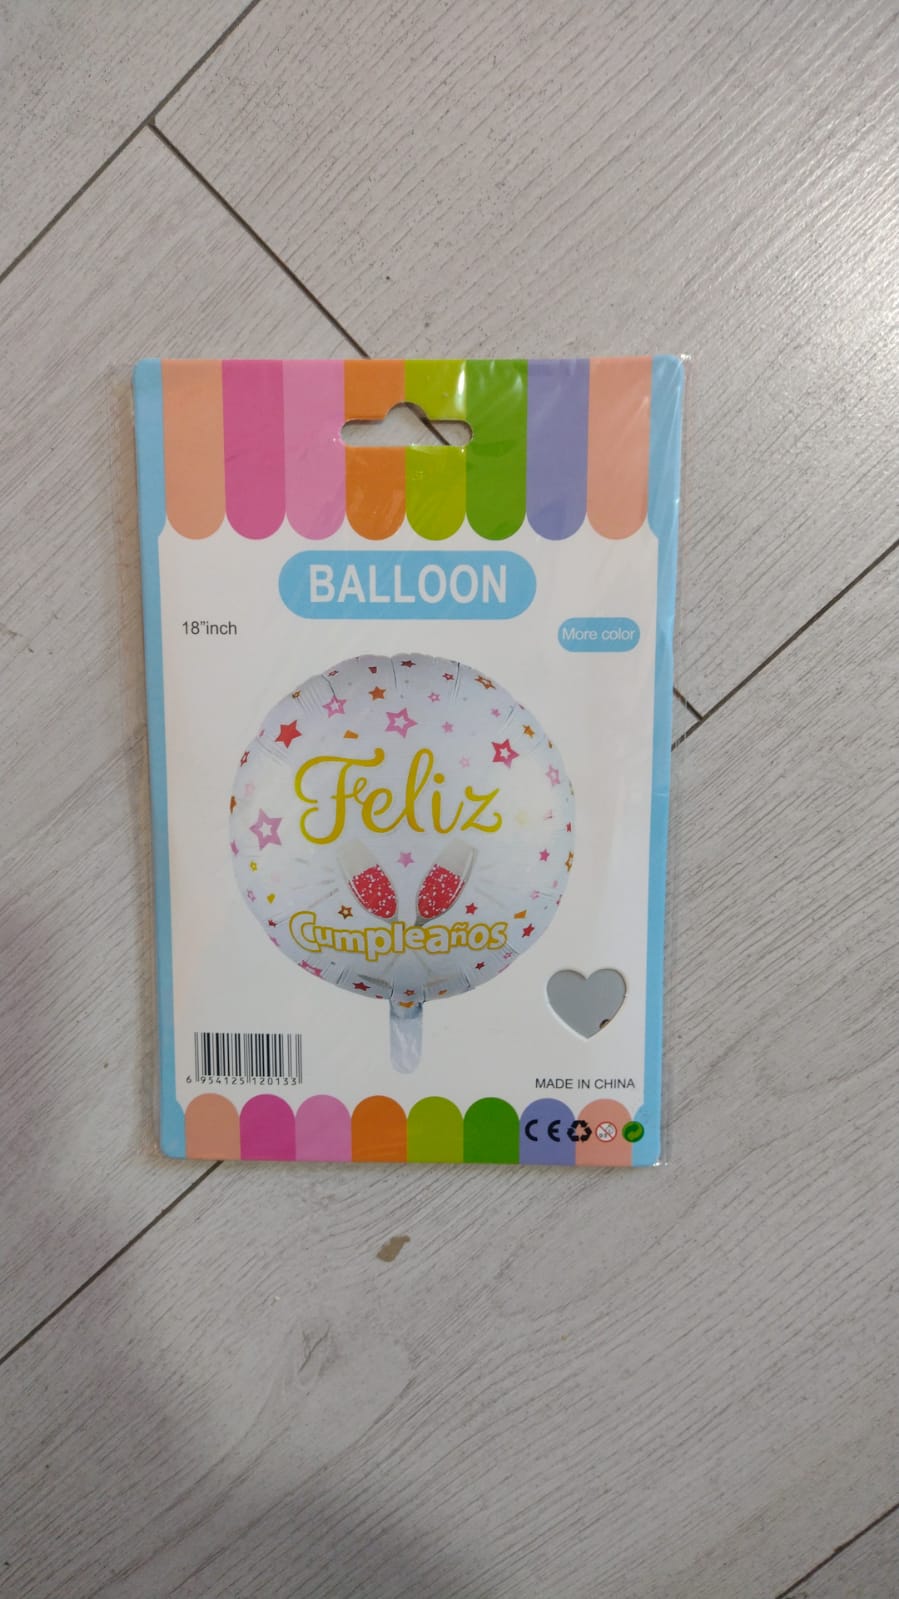 BALLOON
18"inch
More color
Feliz
Cumpleaños
6 954125 120133
MADE IN CHINA
CE